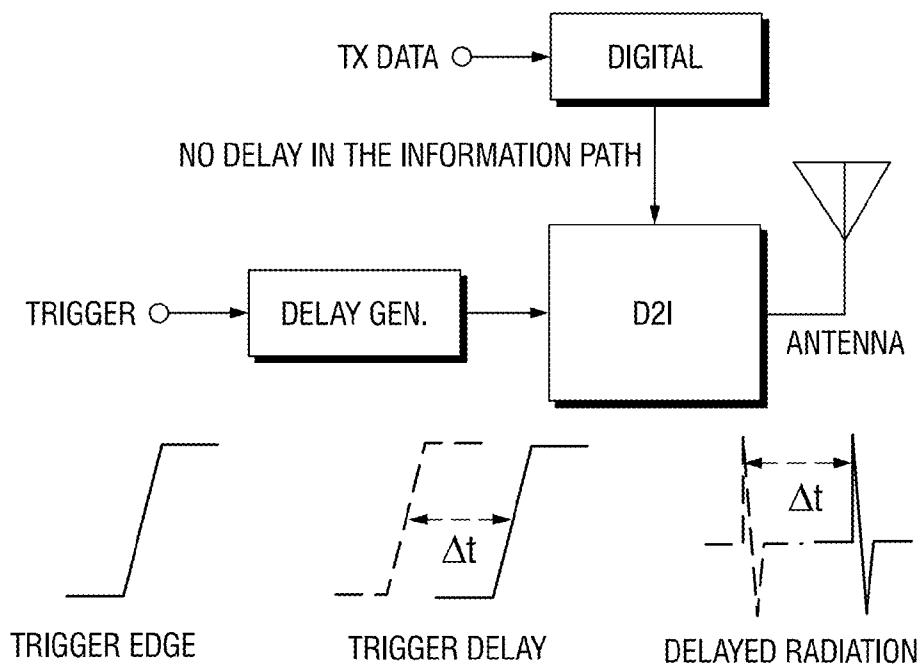 TX DATA
DIGITAL
NO DELAY IN THE INFORMATION PATH
TRIGGER
DELAY GEN.
D2I
ANTENNA
Δt
Δt
TRIGGER EDGE
TRIGGER DELAY
DELAYED RADIATION